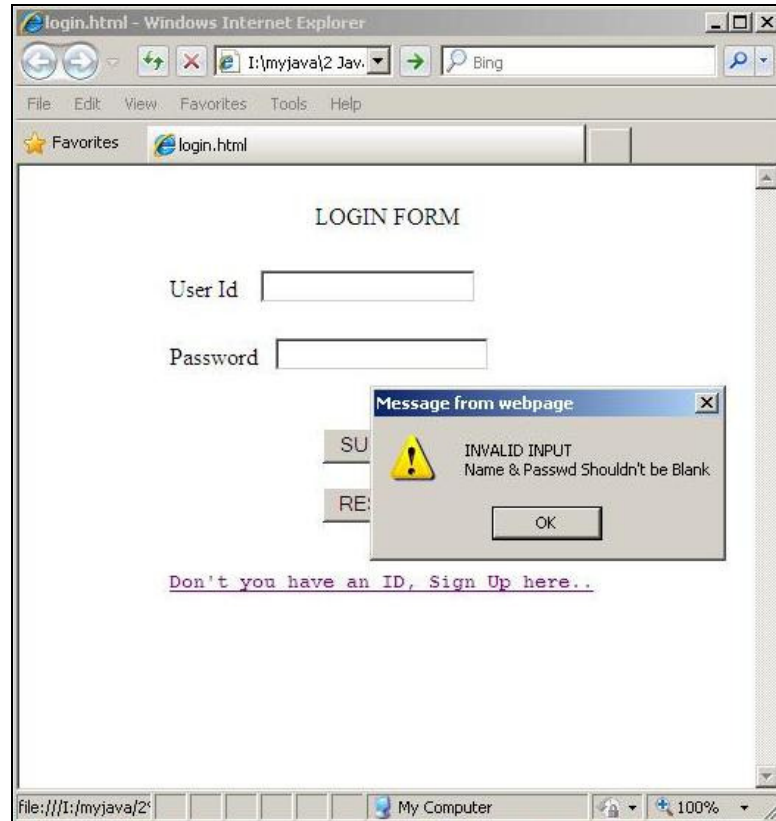 login.html - Windows Internet Explorer
I:\myjava\2 Jav
Bing
File Edit View Favorites Tools Help
Favorites
login.html
LOGIN FORM
User Id
Password
Message from webpage
INVALID INPUT
Name & Passwd Shouldn't be Blank
OK
SU
RE
Don't you have an ID, Sign Up here..
file:///I:/myjava/2
My Computer
100%